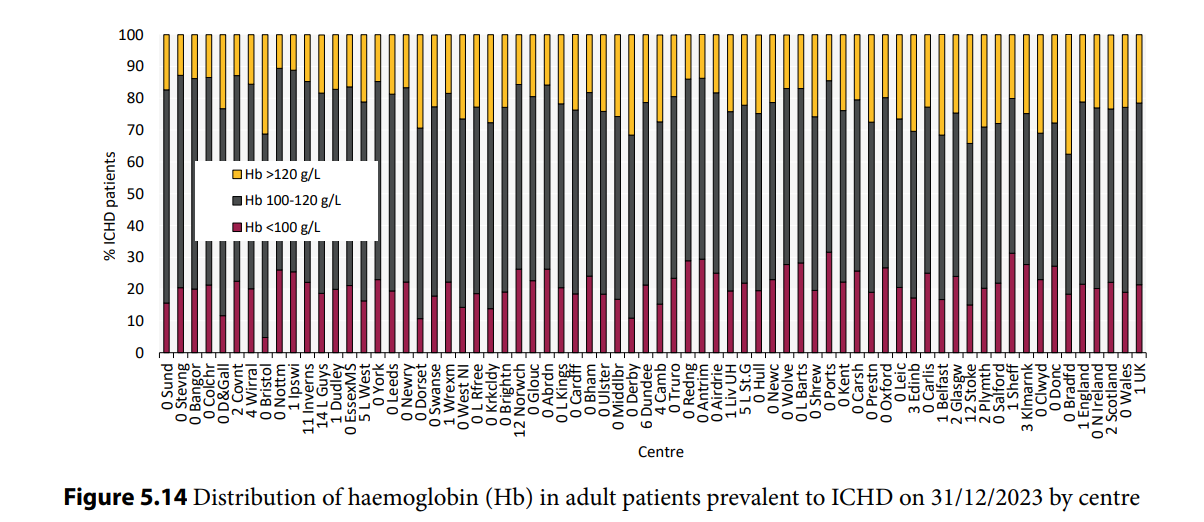 100
90
80
70
60
50
40
30
20
10
0
% ICHD patients
Hb >120 g/L
Hb 100-120 g/L
Hb <100 g/L
0 Sund
0 Stevng
0 Bangor
0 Colchr
0 D&Gall
2 Covnt
4 Wirral
0 Bristol
0 Nottm
1 Ipswi
11 Inverns
14 L Guys
1 Dudley
0 EssexMS
5 L West
0 York
0 Leeds
0 Newry
0 Dorset
0 Swanse
1 Wrexm
0 West NI
0 L Rfree
0 Krkcldy
0 Brightn
12 Norwch
0 Glouc
0 Abrdn
0 L Kings
0 Cardff
0 Bham
0 Ulster
0 Middlbr
0 Derby
6 Dundee
4 Camb
0 Truro
0 Redng
0 Antrim
0 Airdrie
1 Liv UH
5 L St.G
0 Hull
0 Newc
0 Wolve
0 L Barts
0 Shrew
0 Ports
0 Kent
0 Carsh
0 Prestn
0 Oxford
0 Leic
3 Edinb
0 Carlis
1 Belfast
2 Glasgw
12 Stoke
2 Plymth
0 Salford
1 Sheff
3 Klmarnk
0 Clwyd
0 Donc
0 Bradfd
1 England
0 N Ireland
2 Scotland
0 Wales
1 UK
Centre
Figure 5.14 Distribution of haemoglobin (Hb) in adult patients prevalent to ICHD on 31/12/2023 by centre